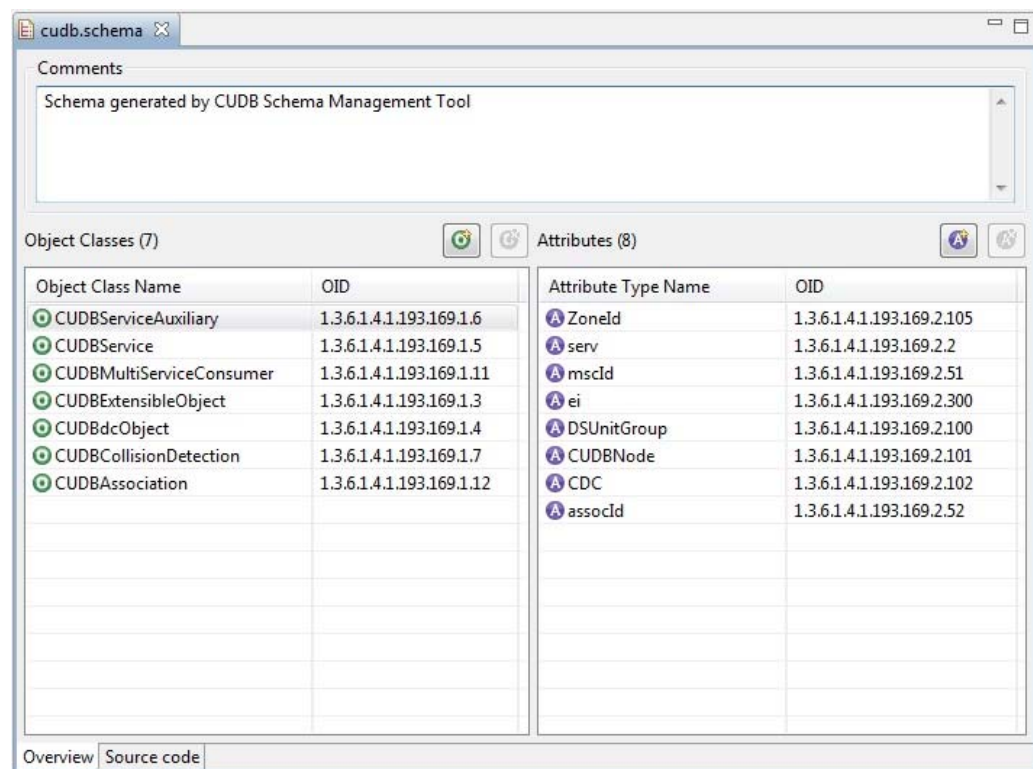 cudb.schema
Comments
Schema generated by CUDB Schema Management Tool
Object Classes (7)
Attributes (8)
Object Class Name OID
CUDBServiceAuxiliary 1.3.6.1.4.1.193.169.1.6
CUDBService 1.3.6.1.4.1.193.169.1.5
CUDBMultiServiceConsumer 1.3.6.1.4.1.193.169.1.11
CUDBExtensibleObject 1.3.6.1.4.1.193.169.1.3
CUDBdcObject 1.3.6.1.4.1.193.169.1.4
CUDBCollisionDetection 1.3.6.1.4.1.193.169.1.7
CUDBAssociation 1.3.6.1.4.1.193.169.1.12
Attribute Type Name OID
ZoneId 1.3.6.1.4.1.193.169.2.105
serv 1.3.6.1.4.1.193.169.2.2
mscId 1.3.6.1.4.1.193.169.2.51
ei 1.3.6.1.4.1.193.169.2.300
DSUnitGroup 1.3.6.1.4.1.193.169.2.100
CUDBNode 1.3.6.1.4.1.193.169.2.101
CDC 1.3.6.1.4.1.193.169.2.102
assocId 1.3.6.1.4.1.193.169.2.52
Overview Source code